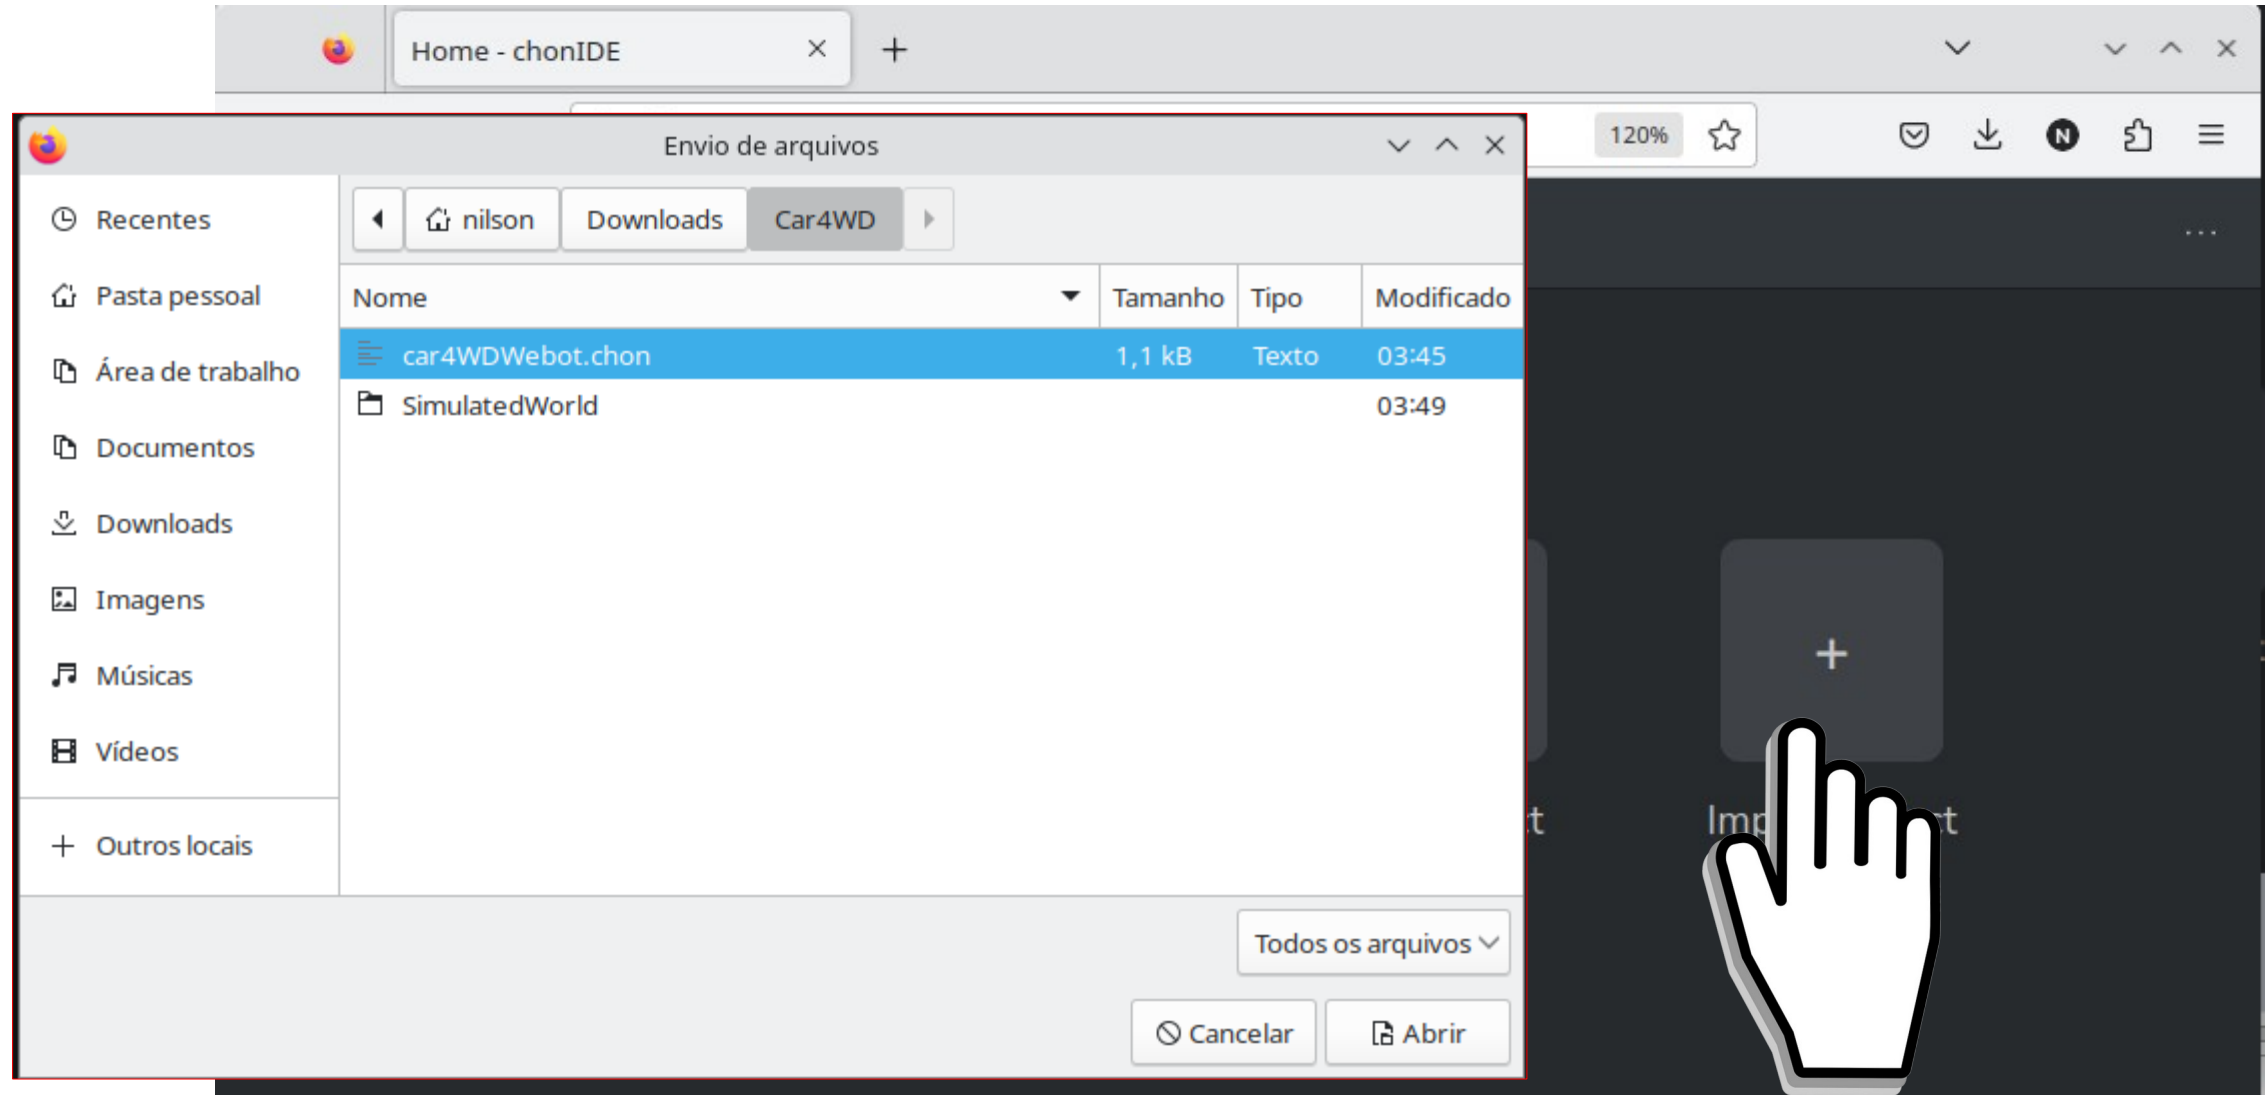 Home - chonIDE
120%
N
Envio de arquivos
Recentes
Pasta pessoal
Área de trabalho
Documentos
Downloads
Imagens
Músicas
Vídeos
Outros locais
nilson Downloads Car4WD
Nome Tamanho Tipo Modificado
car4WDWebot.chon 1,1 kB Texto 03:45
SimulatedWorld 03:49
Todos os arquivos
Cancelar Abrir